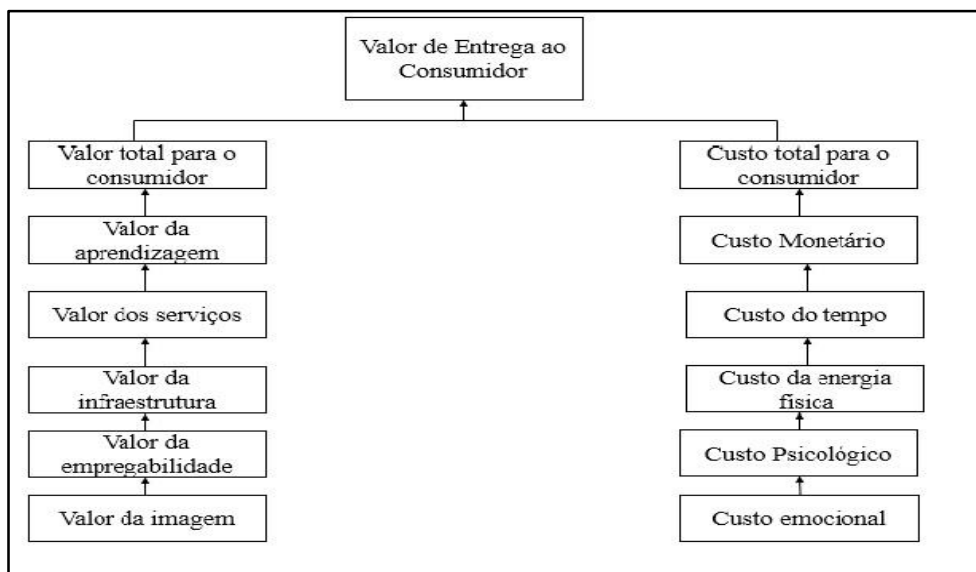 Valor de Entrega ao
Consumidor
Valor total para o
consumidor
Custo total para o
consumidor
Valor da
aprendizagem
Custo Monetário
Valor dos serviços
Custo do tempo
Valor da
infraestrutura
Custo da energia
física
Valor da
empregabilidade
Custo Psicológico
Valor da imagem
Custo emocional